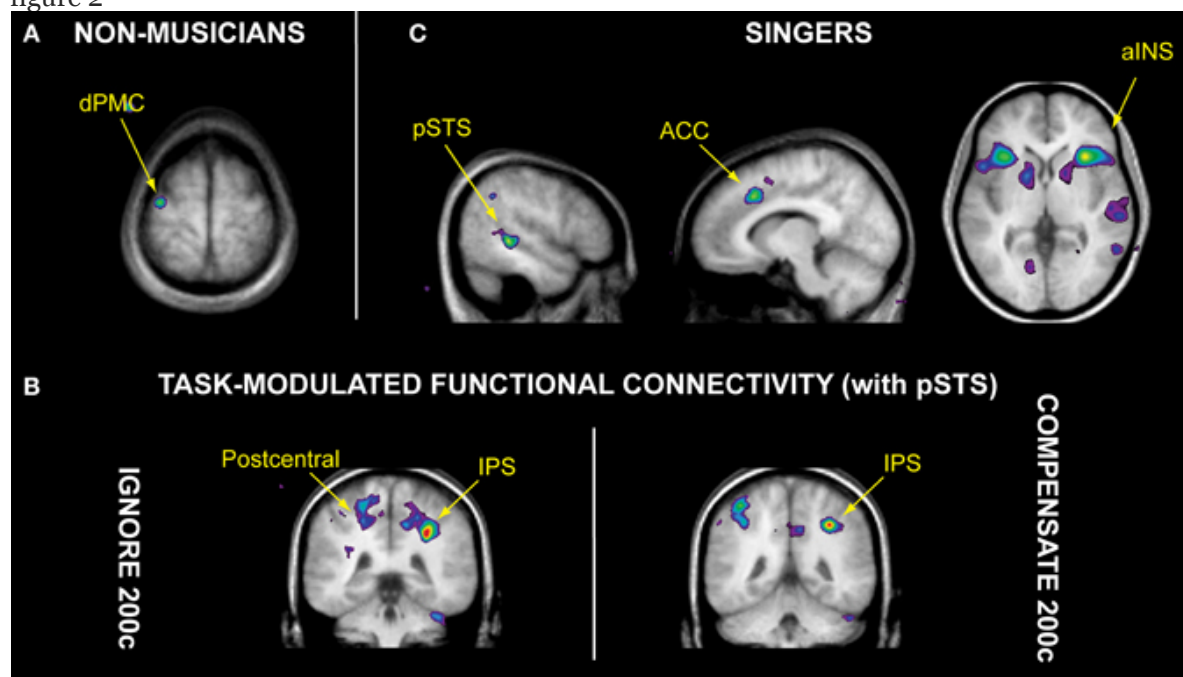 figure 2
A NON-MUSICIANS
C SINGERS
dPMC
pSTS
ACC
aINS
B TASK-MODULATED FUNCTIONAL CONNECTIVITY (with pSTS)
IGNORE 200c
Postcentral
IPS
IPS
COMPENSATE 200c